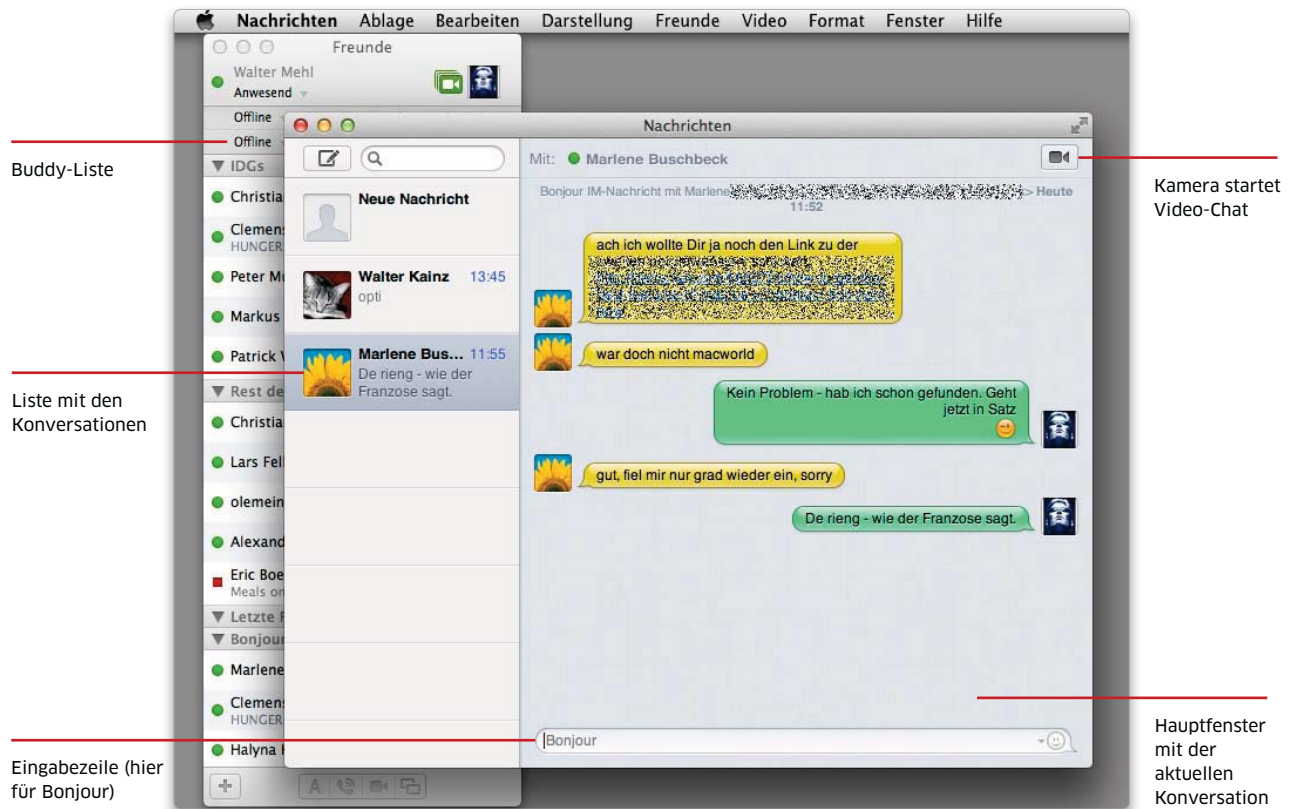 Nachrichten Ablage Bearbeiten Darstellung Freunde Video Format Fenster Hilfe
Freunde
Walter Mehl
Anwesend
Offline
Offline
IDGs
Christia
Clemen
HUNGER
Peter
Markus
Patrick
Rest de
Christia
Lars Fel
olemein
Alexand
Eric Boe
Meals on
Letzte
Bonjour
Marlene
Clemen
HUNGER
Halyna
A
Nachrichten
Neue Nachricht
Walter Kainz 13:45
opti
Marlene Bus... 11:55
De rieng - wie der
Franzose sagt.
Mit: Marlene Buschbeck
Bonjour IM-Nachricht mit Marlene > Heute
11:52
ach ich wollte Dir ja noch den Link zu der
war doch nicht macworld
Kein Problem - hab ich schon gefunden. Geht
jetzt in Satz
gut, fiel mir nur grad wieder ein, sorry
De rieng - wie der Franzose sagt.
Bonjour
Buddy-Liste
Liste mit den
Konversationen
Eingabezeile (hier
für Bonjour)
Kamera startet
Video-Chat
Hauptfenster
mit der
aktuellen
Konversation